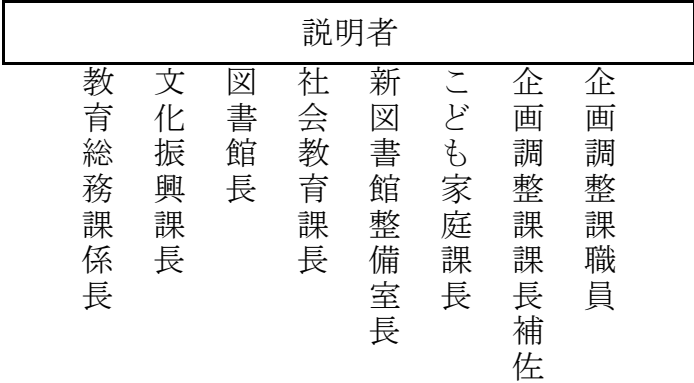 説明者
企画調整課職員
企画調整課課長補佐
こども家庭課長
新図書館整備室長
社会教育課長
図書館長
文化振興課長
教育総務課係長